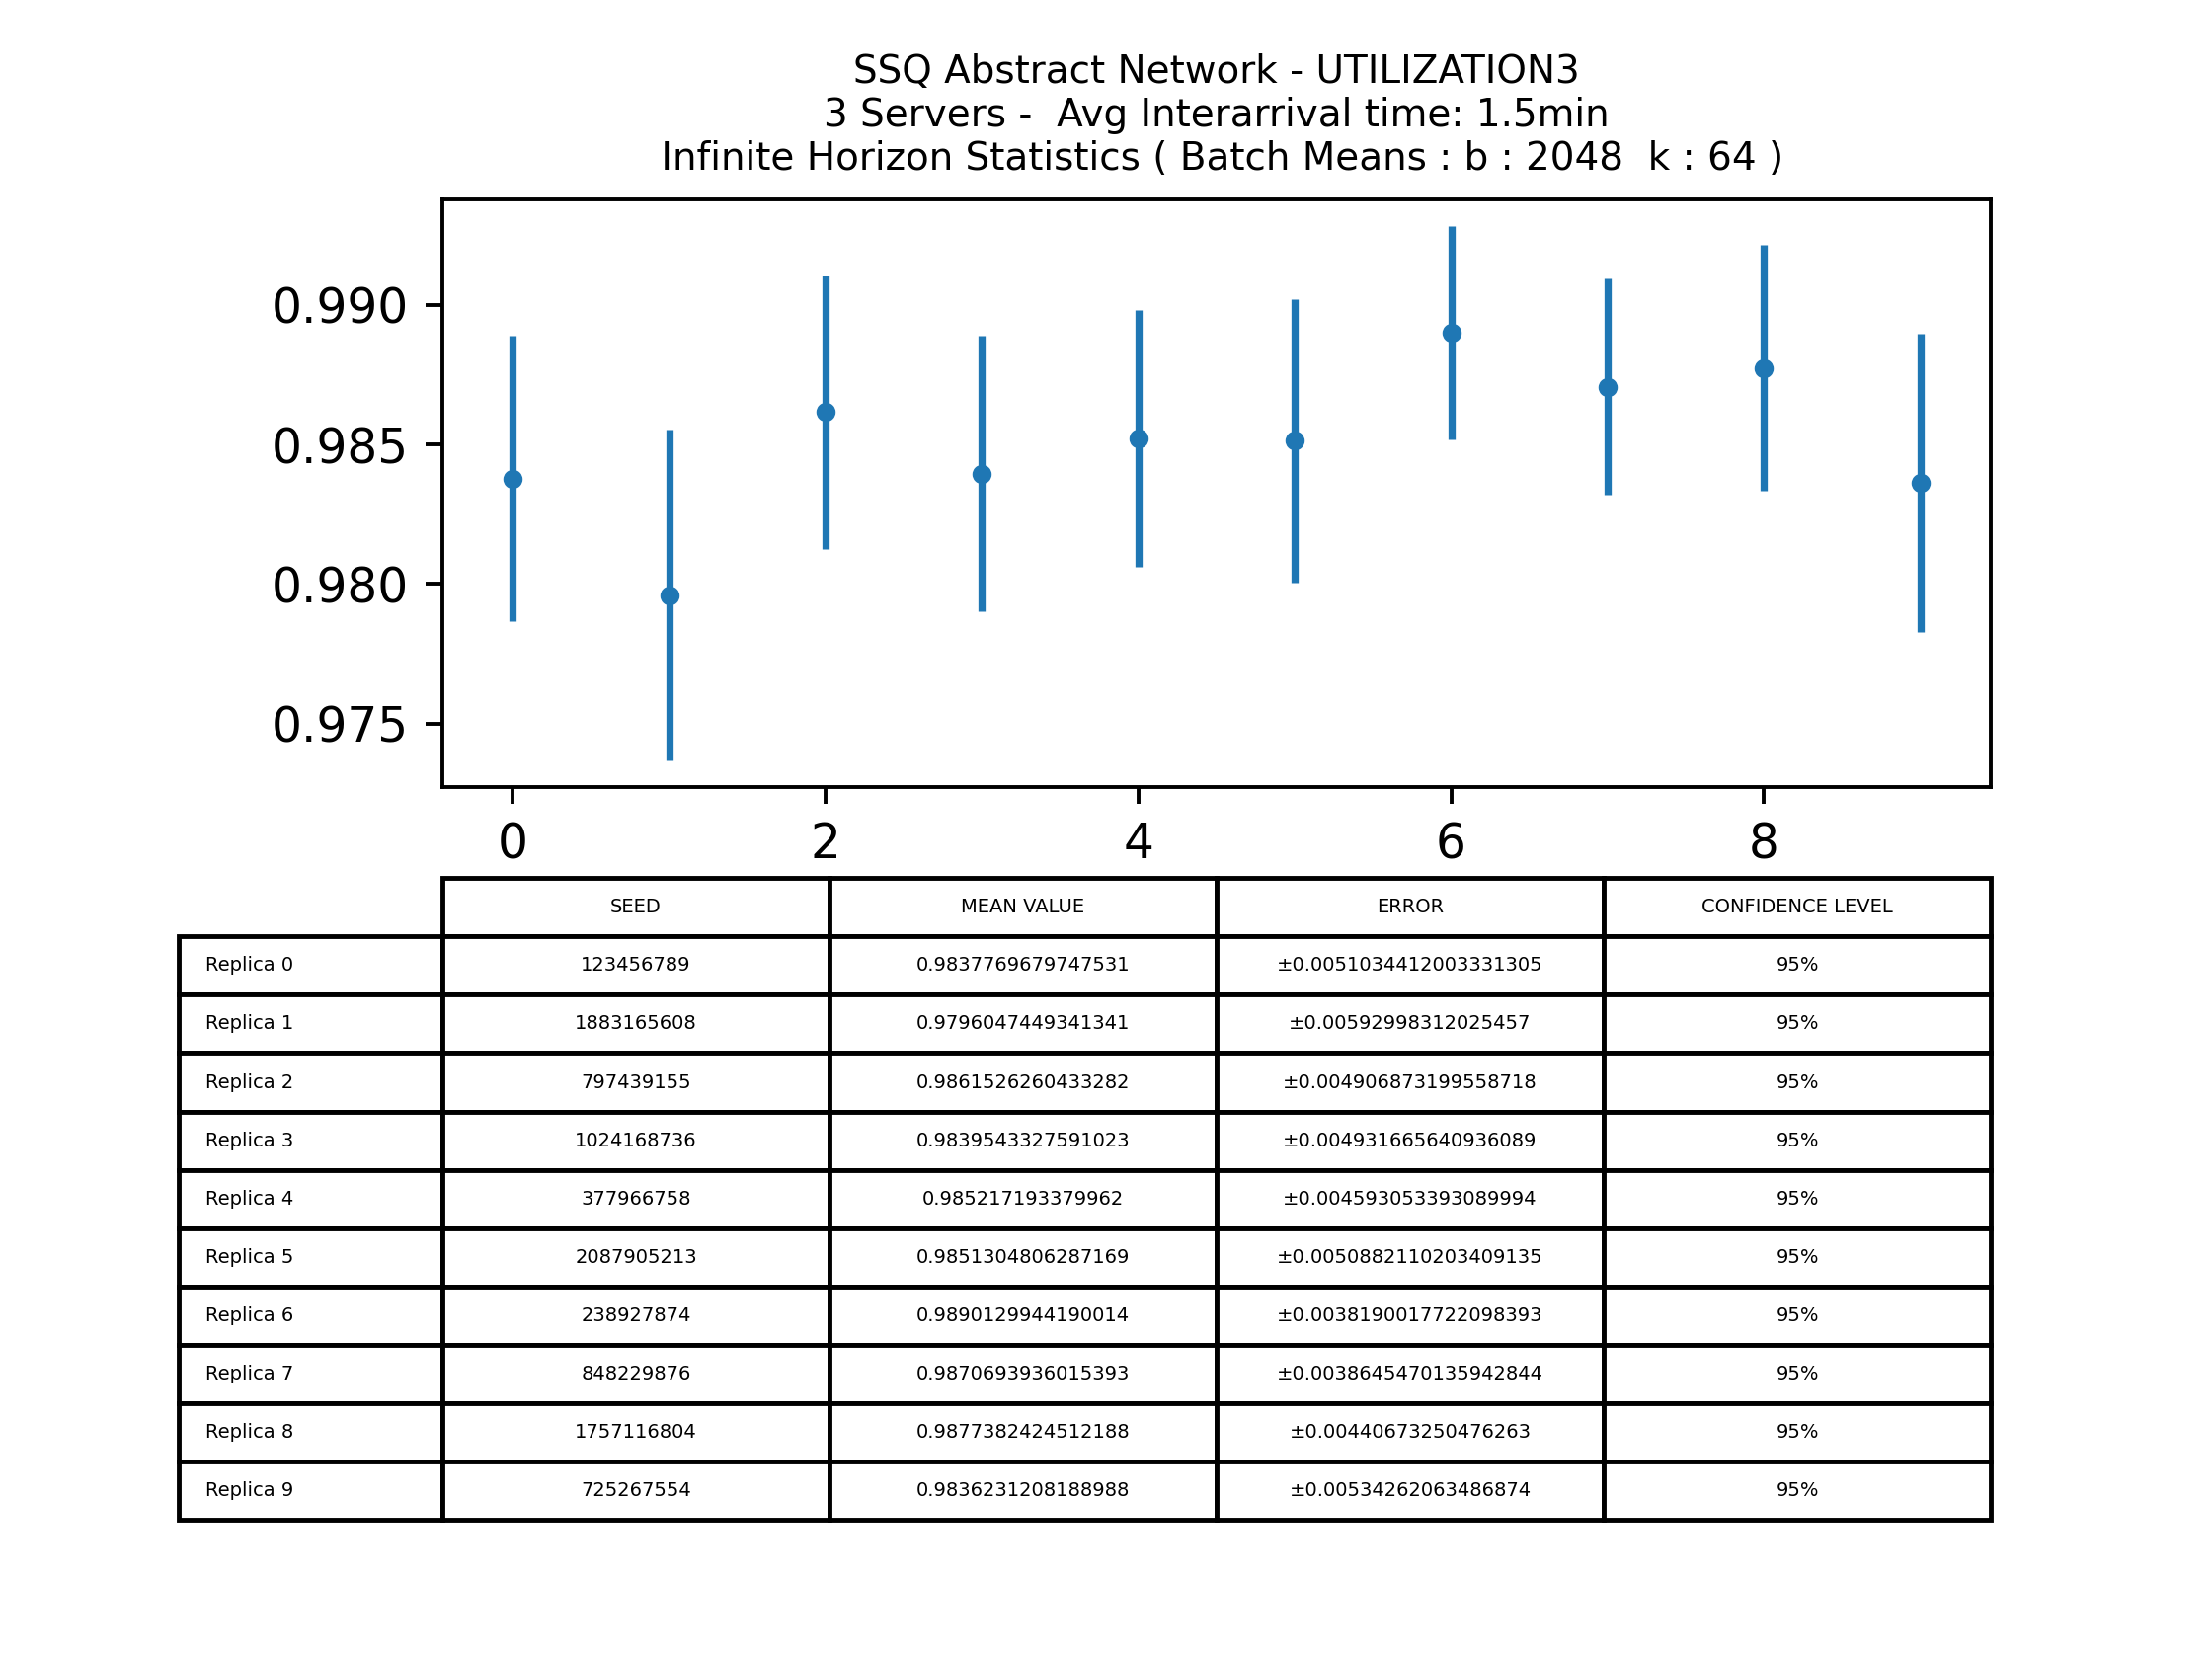 SSQ Abstract Network - UTILIZATION3
3 Servers -  Avg Interarrival time: 1.5min
Infinite Horizon Statistics ( Batch Means : b : 2048  k : 64 )
0.990
0.985
0.980
0.975
0 2 4 6 8
SEED MEAN VALUE ERROR CONFIDENCE LEVEL
Replica 0 123456789 0.9837769679747531 ±0.0051034412003331305 95%
Replica 1 1883165608 0.9796047449341341 ±0.00592998312025457 95%
Replica 2 797439155 0.9861526260433282 ±0.004906873199558718 95%
Replica 3 1024168736 0.9839543327591023 ±0.004931665640936089 95%
Replica 4 377966758 0.985217193379962 ±0.004593053393089994 95%
Replica 5 2087905213 0.9851304806287169 ±0.0050882110203409135 95%
Replica 6 238927874 0.9890129944190014 ±0.0038190017722098393 95%
Replica 7 848229876 0.9870693936015393 ±0.0038645470135942844 95%
Replica 8 1757116804 0.9877382424512188 ±0.00440673250476263 95%
Replica 9 725267554 0.9836231208188988 ±0.00534262063486874 95%